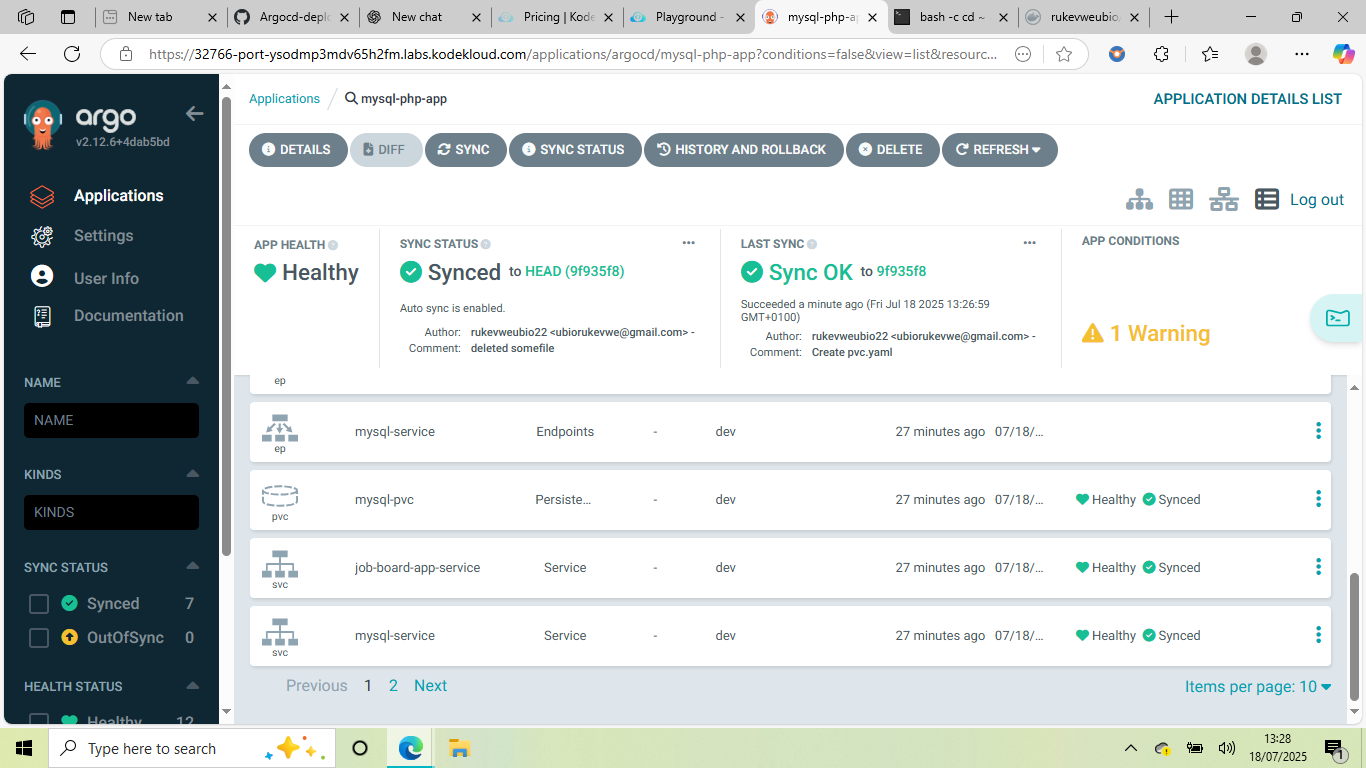 New tab
Argocd-depl
New chat
Pricing | Kode
Playground -
mysql-php-ap
bash -c cd ~
rukevweubio
https://32766-port-ysodmp3mdv65h2fm.labs.kodekloud.com/applications/argocd/mysql-php-app?conditions=false&view=list&resourc...
argo
v2.12.6+4dab5bd
Applications
Settings
User Info
Documentation
NAME
NAME
KINDS
KINDS
SYNC STATUS
Synced 7
OutOfSync 0
HEALTH STATUS
Healthy 12
Applications / mysql-php-app
APPLICATION DETAILS LIST
DETAILS DIFF SYNC SYNC STATUS HISTORY AND ROLLBACK DELETE REFRESH
Log out
APP HEALTH
Healthy
SYNC STATUS
Synced to HEAD (9f935f8)
Auto sync is enabled.
Author: rukevweubio22 <ubiorukevwe@gmail.com> -
Comment: deleted somefile
LAST SYNC
Sync OK to 9f935f8
Succeeded a minute ago (Fri Jul 18 2025 13:26:59
GMT+0100)
Author: rukevweubio22 <ubiorukevwe@gmail.com> -
Comment: Create pvc.yaml
APP CONDITIONS
1 Warning
ep
mysql-service Endpoints - dev 27 minutes ago 07/18/...
ep
mysql-pvc Persiste... - dev 27 minutes ago 07/18/... Healthy Synced
pvc
job-board-app-service Service - dev 27 minutes ago 07/18/... Healthy Synced
svc
mysql-service Service - dev 27 minutes ago 07/18/... Healthy Synced
svc
Previous 1 2 Next
Items per page: 10
Type here to search
13:28
18/07/2025
1